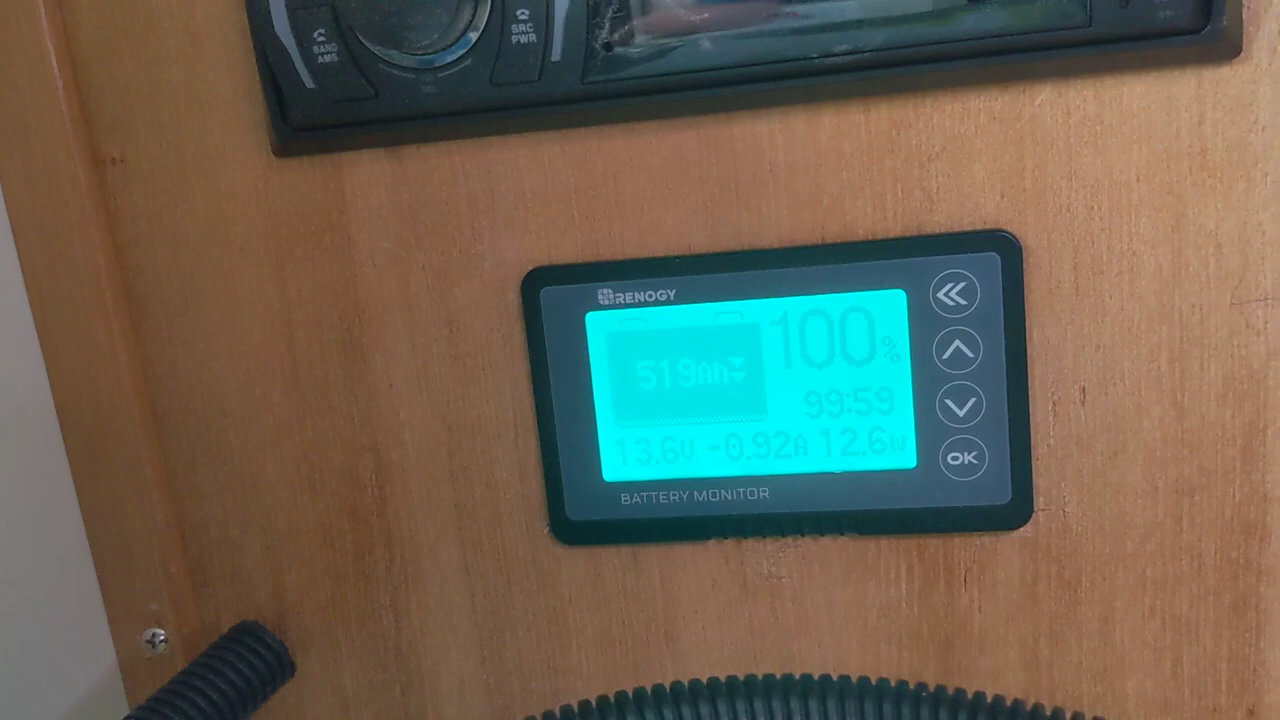 BAND
AMS
SRC
PWR
RENOGY
100%
519Ah
99:59
13.6V -0.92A 12.6W
OK
BATTERY MONITOR